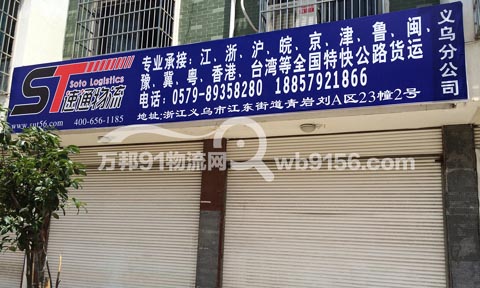 ST
Soto Logistics
速通物流
www.sut56.com 400-656-1185
专业承接：江、浙、沪、皖、京、津、鲁、闽、
豫、冀、粤、香港、台湾等全国特快公路货运
电话：0579-89358280 18857921866
地址：浙江义乌市江东街道青岩刘A区23幢2号
义乌分公司
万邦91物流网 wb9156.com